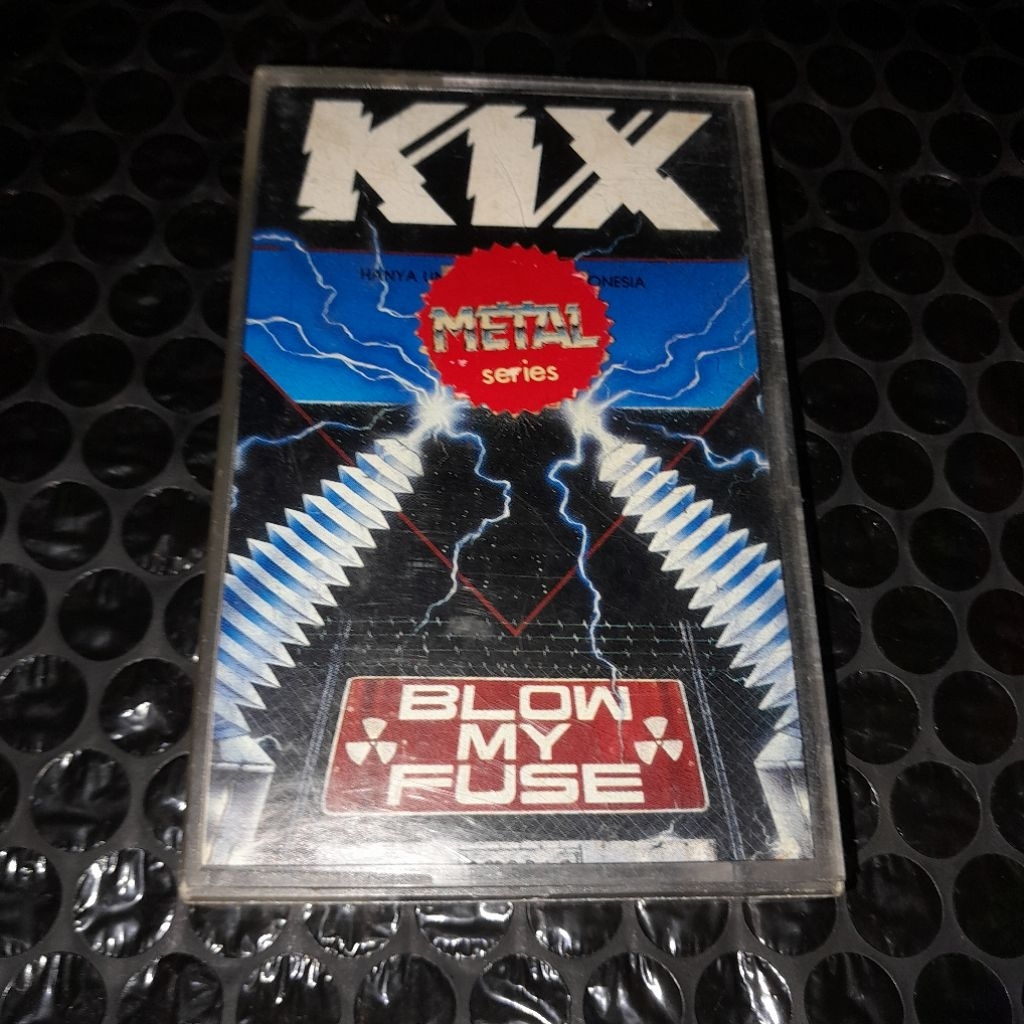 KIX
HANYA UN ONESIA
METAL
series
BLOW
MY
FUSE